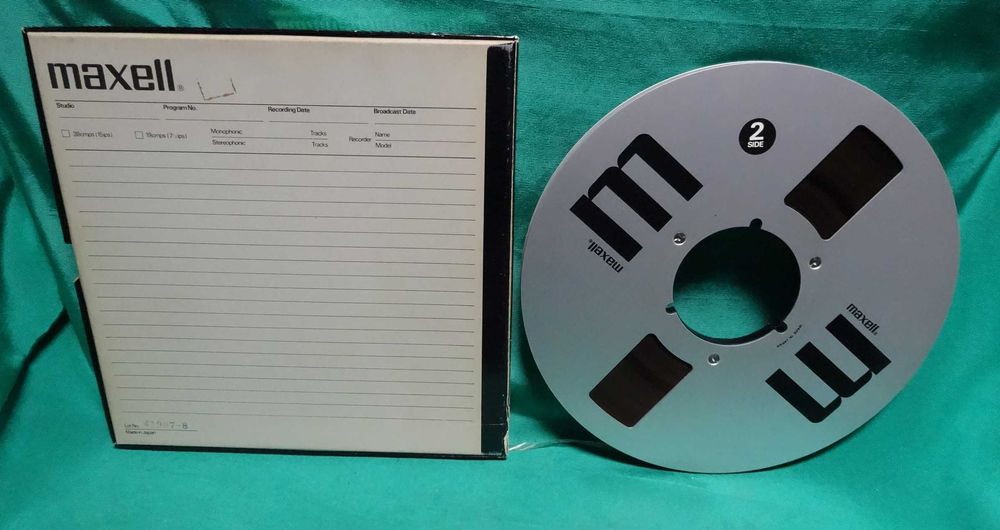 maxell®
Studio Program No. Recording Date Broadcast Date
38cmps (15ips) 19cmps (7½ips) Monophonic Tracks Recorder Name
Stereophonic Tracks Model
Lot No.
Made in Japan
2
SIDE
maxell
maxell